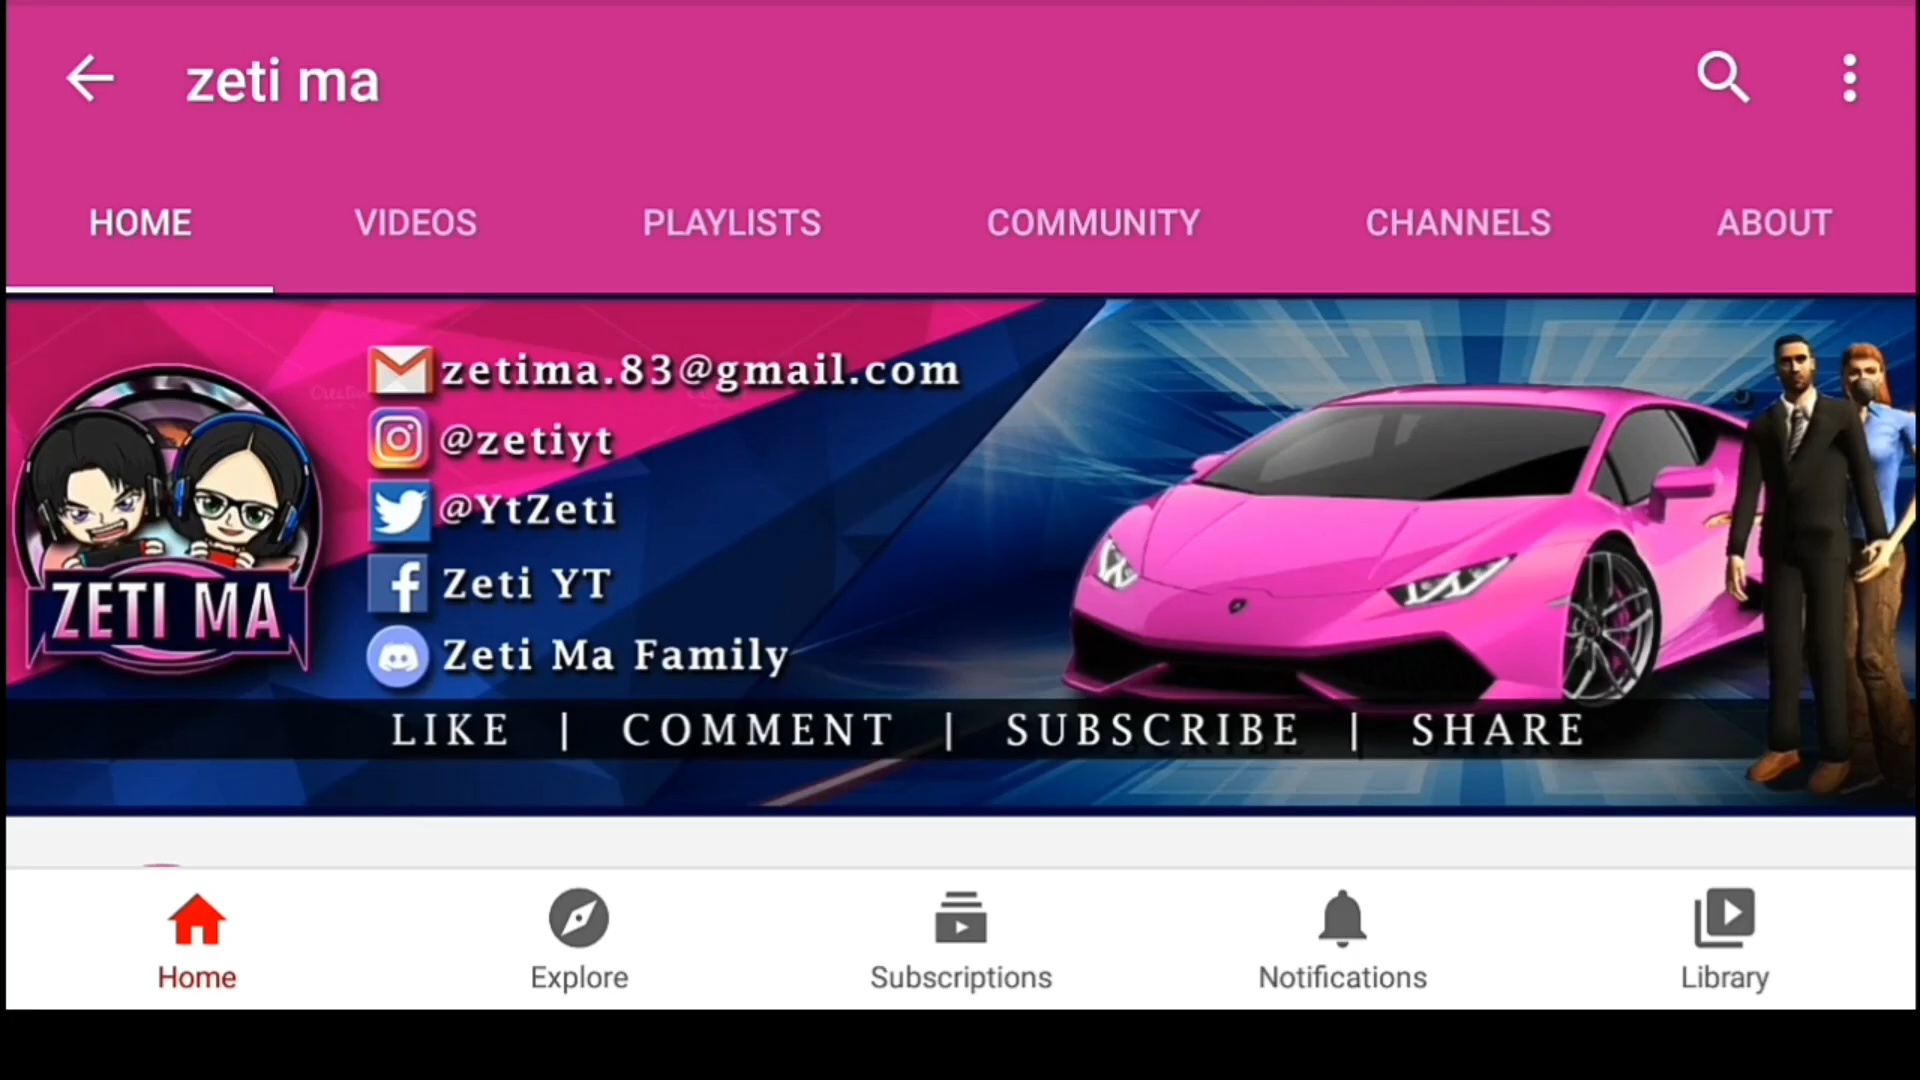 zeti ma
HOME VIDEOS PLAYLISTS COMMUNITY CHANNELS ABOUT
zetima.83@gmail.com
@zetiyt
@YtZeti
Zeti YT
Zeti Ma Family
ZETI MA
LIKE | COMMENT | SUBSCRIBE | SHARE
Home Explore Subscriptions Notifications Library